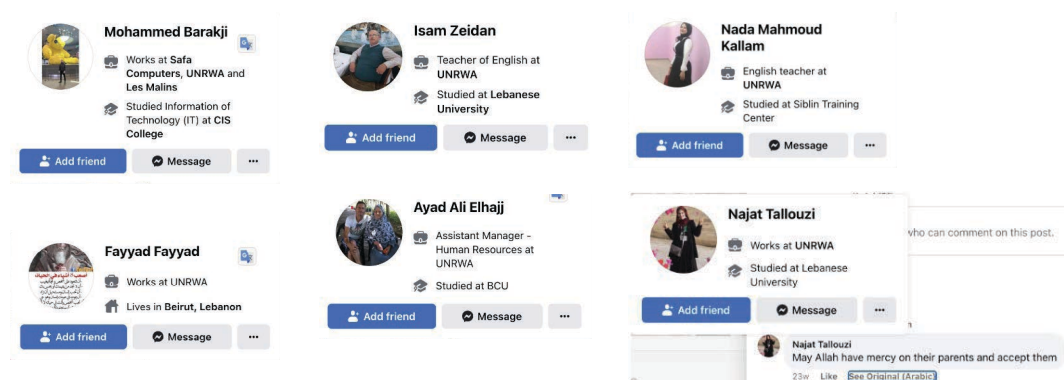 Mohammed Barakji
Works at Safa
Computers, UNRWA and
Les Malins
Studied Information of
Technology (IT) at CIS
College
Add friend
Message
Isam Zeidan
Teacher of English at
UNRWA
Studied at Lebanese
University
Add friend
Message
Nada Mahmoud
Kallam
English teacher at
UNRWA
Studied at Siblin Training
Center
Add friend
Message
Fayyad Fayyad
Works at UNRWA
Lives in Beirut, Lebanon
Add friend
Message
Ayad Ali Elhajj
Assistant Manager -
Human Resources at
UNRWA
Studied at BCU
Add friend
Message
Najat Tallouzi
Works at UNRWA
Studied at Lebanese
University
Add friend
Message
who can comment on this post.
Najat Tallouzi
May Allah have mercy on their parents and accept them
23w Like See Original (Arabic)